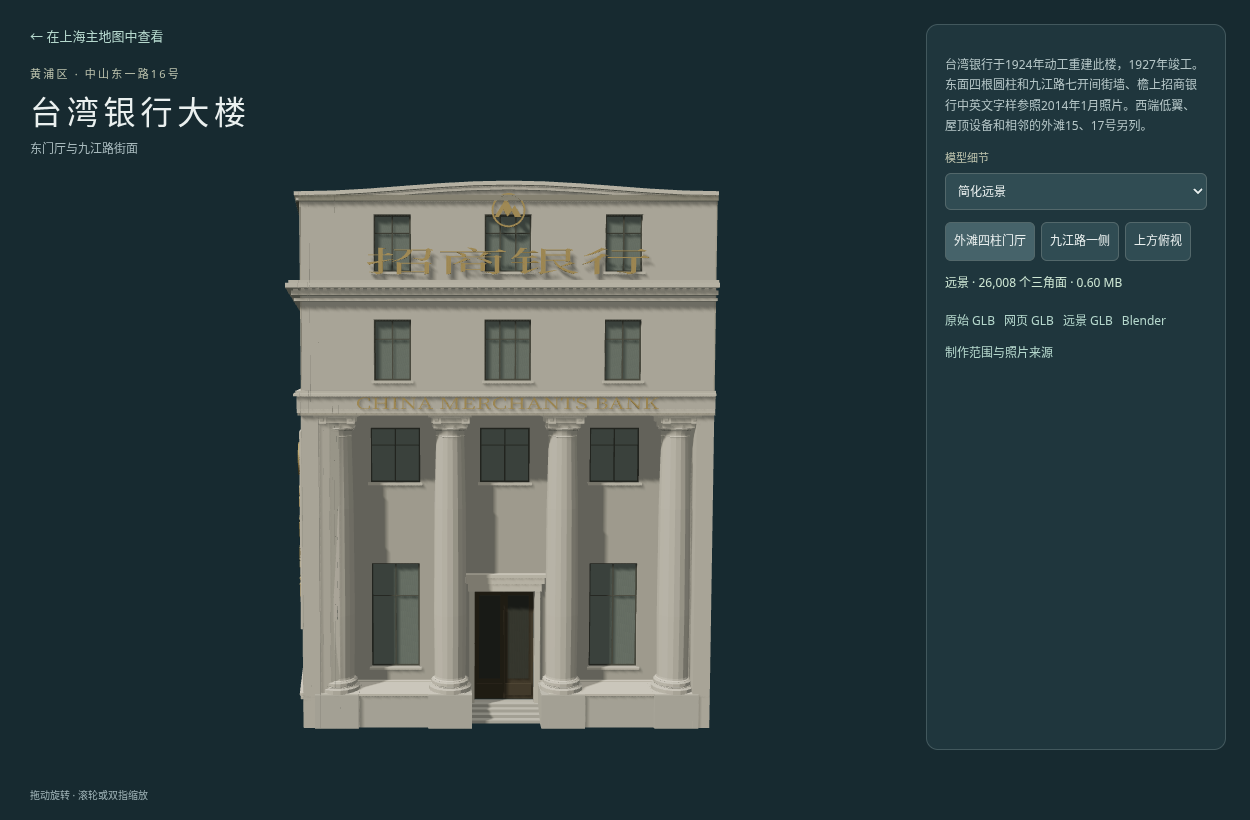 ← 在上海主地图中查看
黄浦区 · 中山东一路16号
台湾银行大楼
东门厅与九江路街面
招商银行
CHINA MERCHANTS BANK
拖动旋转 · 滚轮或双指缩放
台湾银行于1924年动工重建此楼，1927年竣工。
东面四根圆柱和九江路七开间街墙、檐上招商银
行中英文字样参照2014年1月照片。西端低翼、
屋顶设备和相邻的外滩15、17号另列。
模型细节
简化远景
外滩四柱门厅 九江路一侧 上方俯视
远景 · 26,008 个三角面 · 0.60 MB
原始 GLB 网页 GLB 远景 GLB Blender
制作范围与照片来源